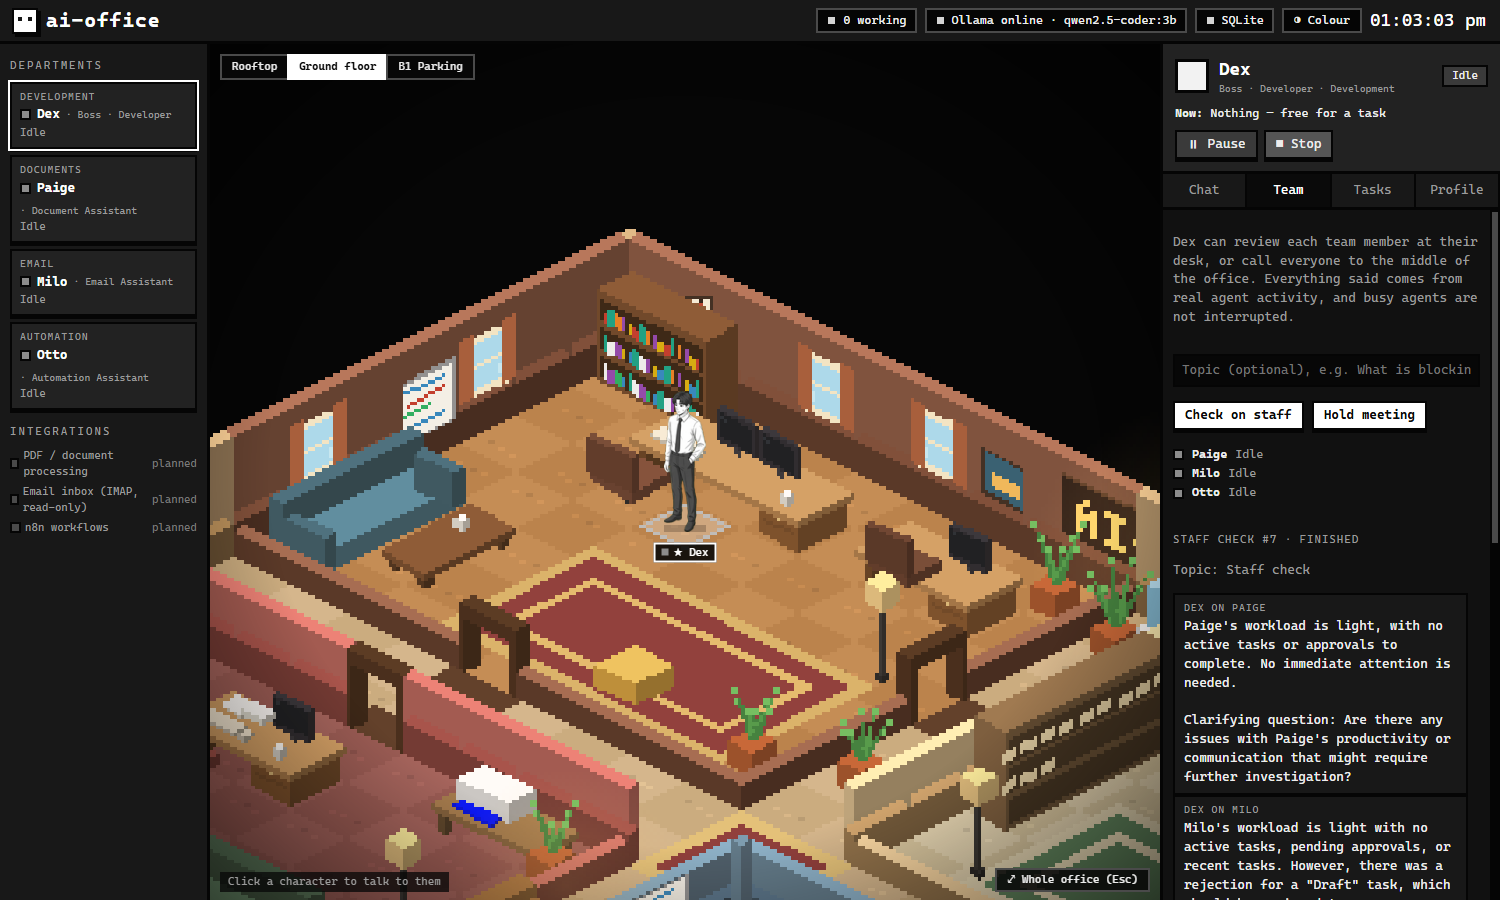 ai-office
0 working
Ollama online · qwen2.5-coder:3b
SQLite
Colour
01:03:03 pm
DEPARTMENTS
DEVELOPMENT
Dex · Boss · Developer
Idle
DOCUMENTS
Paige
· Document Assistant
Idle
EMAIL
Milo · Email Assistant
Idle
AUTOMATION
Otto
· Automation Assistant
Idle
INTEGRATIONS
PDF / document
processing
planned
Email inbox (IMAP,
read-only)
planned
n8n workflows
planned
Rooftop
Ground floor
B1 Parking
★ Dex
Click a character to talk to them
⤢ Whole office (Esc)
Dex
Boss · Developer · Development
Idle
Now: Nothing — free for a task
Pause
Stop
Chat
Team
Tasks
Profile
Dex can review each team member at their
desk, or call everyone to the middle of
the office. Everything said comes from
real agent activity, and busy agents are
not interrupted.
Topic (optional), e.g. What is blockin
Check on staff
Hold meeting
Paige Idle
Milo Idle
Otto Idle
STAFF CHECK #7 · FINISHED
Topic: Staff check
DEX ON PAIGE
Paige's workload is light, with no
active tasks or approvals to
complete. No immediate attention is
needed.
Clarifying question: Are there any
issues with Paige's productivity or
communication that might require
further investigation?
DEX ON MILO
Milo's workload is light with no
active tasks, pending approvals, or
recent tasks. However, there was a
rejection for a "Draft" task, which